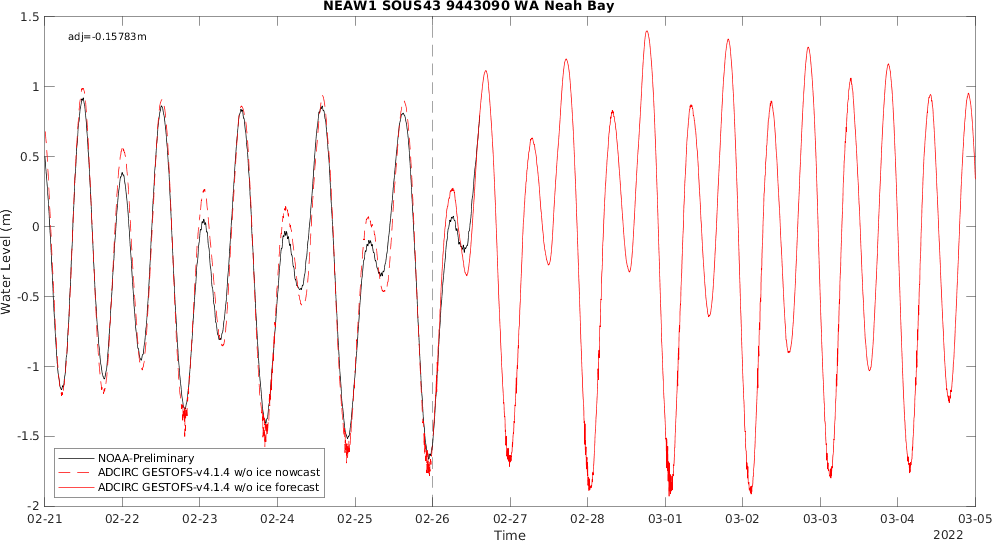 NEAW1 SOUS43 9443090 WA Neah Bay
adj=-0.15783m
1.5
1
0.5
0
-0.5
-1
-1.5
-2
Water Level (m)
NOAA-Preliminary
ADCIRC GESTOFS-v4.1.4 w/o ice nowcast
ADCIRC GESTOFS-v4.1.4 w/o ice forecast
02-21 02-22 02-23 02-24 02-25 02-26 02-27 02-28 03-01 03-02 03-03 03-04 03-05
Time
2022